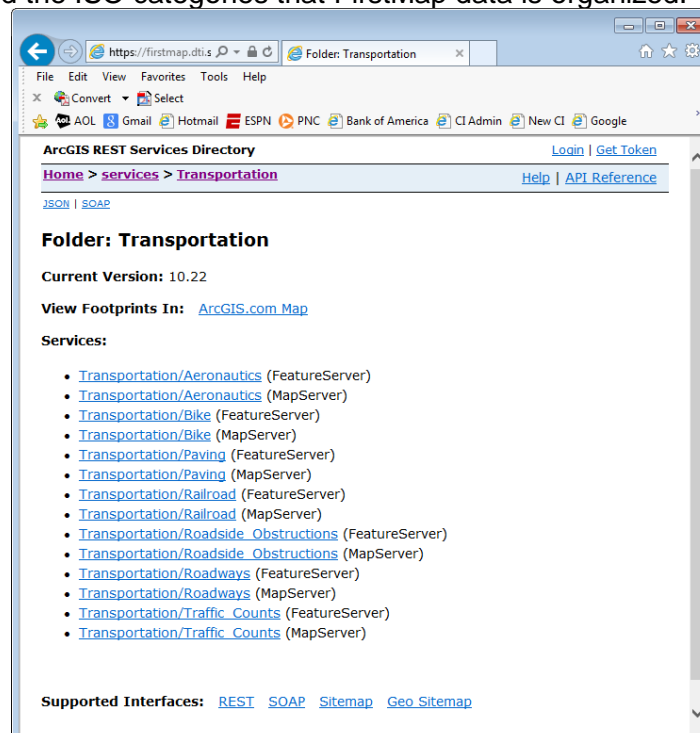 d the ISO categories that FirstMap data is organized.
https://firstmap.dti.s
Folder: Transportation
File Edit View Favorites Tools Help
x Convert Select
AOL Gmail Hotmail ESPN PNC Bank of America CI Admin New CI Google
ArcGIS REST Services Directory Login | Get Token
Home > services > Transportation Help | API Reference
JSON | SOAP
Folder: Transportation
Current Version: 10.22
View Footprints In: ArcGIS.com Map
Services:
• Transportation/Aeronautics (FeatureServer)
• Transportation/Aeronautics (MapServer)
• Transportation/Bike (FeatureServer)
• Transportation/Bike (MapServer)
• Transportation/Paving (FeatureServer)
• Transportation/Paving (MapServer)
• Transportation/Railroad (FeatureServer)
• Transportation/Railroad (MapServer)
• Transportation/Roadside_Obstructions (FeatureServer)
• Transportation/Roadside_Obstructions (MapServer)
• Transportation/Roadways (FeatureServer)
• Transportation/Roadways (MapServer)
• Transportation/Traffic_Counts (FeatureServer)
• Transportation/Traffic_Counts (MapServer)
Supported Interfaces: REST SOAP Sitemap Geo Sitemap